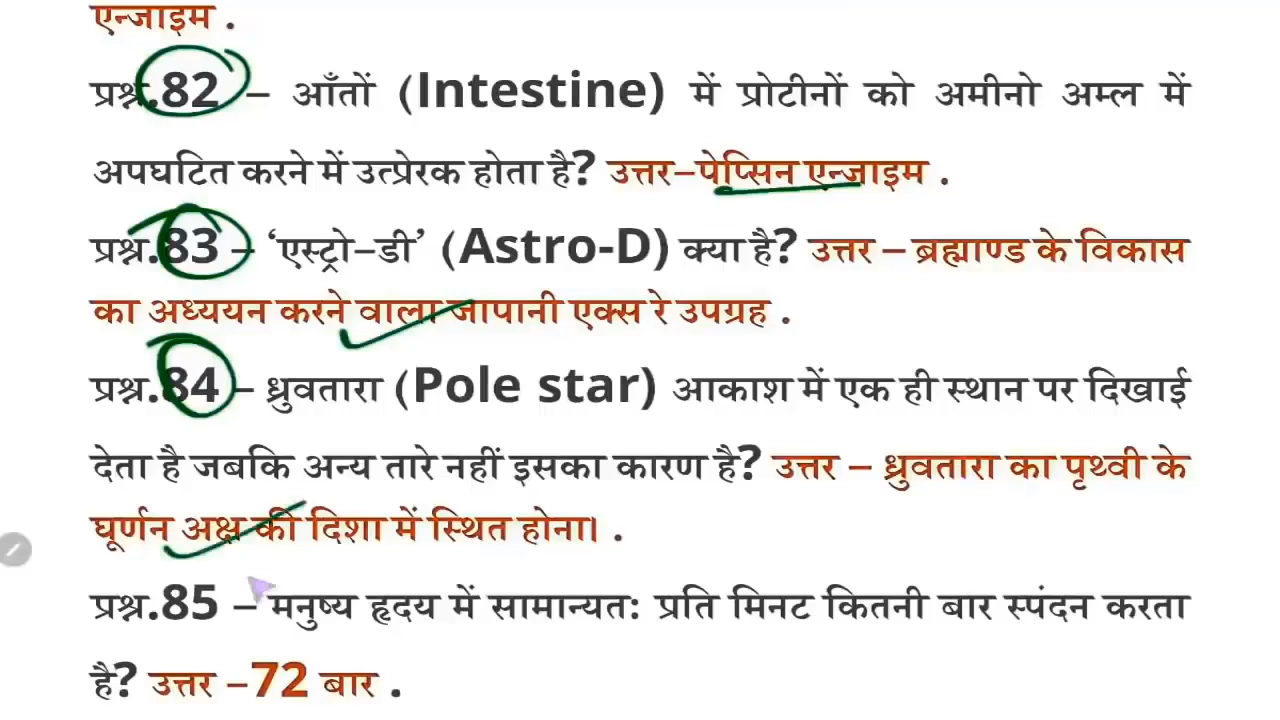 एन्जाइम .
प्रश्न.82 – आँतों (Intestine) में प्रोटीनों को अमीनो अम्ल में
अपघटित करने में उत्प्रेरक होता है? उत्तर–पेप्सिन एन्जाइम .
प्रश्न.83 – ‘एस्ट्रो–डी’ (Astro-D) क्या है? उत्तर – ब्रह्माण्ड के विकास
का अध्ययन करने वाला जापानी एक्स रे उपग्रह .
प्रश्न.84 – ध्रुवतारा (Pole star) आकाश में एक ही स्थान पर दिखाई
देता है जबकि अन्य तारे नहीं इसका कारण है? उत्तर – ध्रुवतारा का पृथ्वी के
घूर्णन अक्ष की दिशा में स्थित होना। .
प्रश्न.85 – मनुष्य हृदय में सामान्यत: प्रति मिनट कितनी बार स्पंदन करता
है? उत्तर –72 बार .